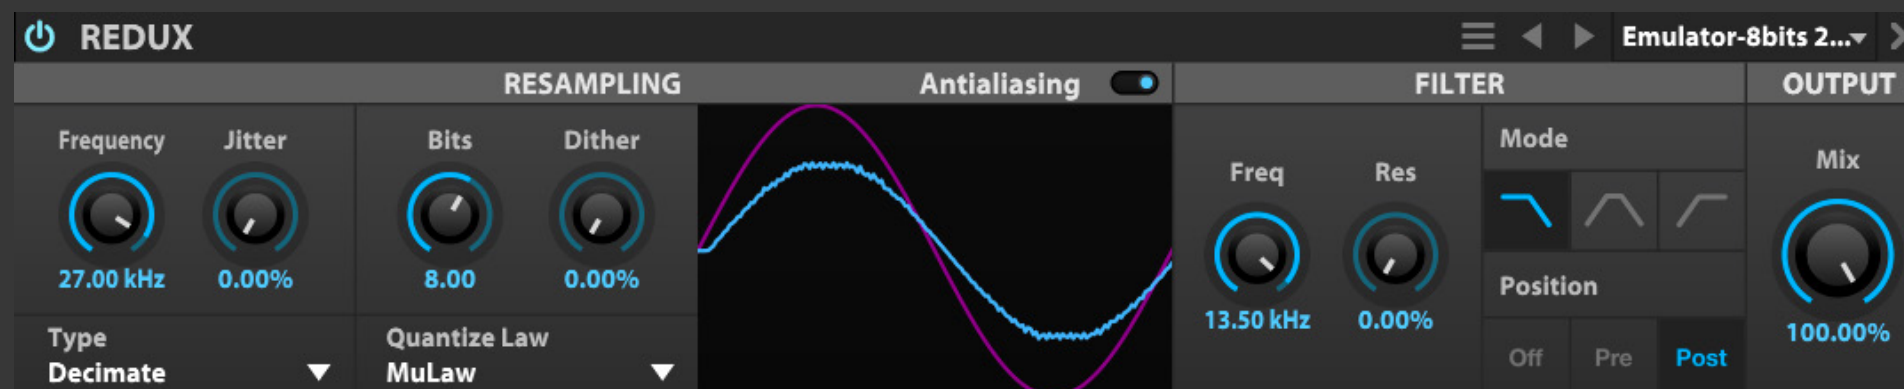 REDUX
Emulator-8bits 2...
RESAMPLING
Antialiasing
FILTER
OUTPUT
Frequency
Jitter
Bits
Dither
27.00 kHz
0.00%
8.00
0.00%
Type
Decimate
Quantize Law
MuLaw
Freq
Res
13.50 kHz
0.00%
Mode
Position
Off
Pre
Post
Mix
100.00%